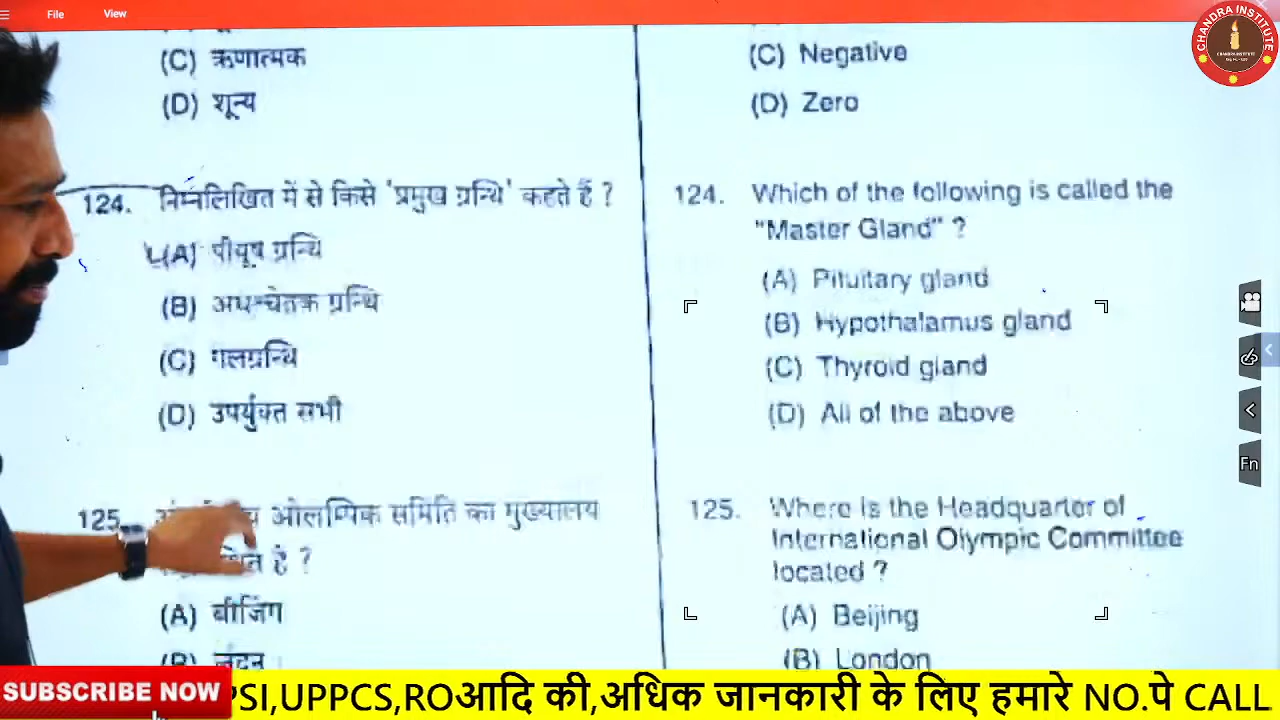 File View
CHANDRA INSTITUTE
(C) ऋणात्मक
(D) शून्य
124. निम्नलिखित में से किसे 'प्रमुख ग्रन्थि' कहते हैं ?
(A) पीयूष ग्रन्थि
(B) अधश्चेतक ग्रन्थि
(C) गलग्रन्थि
(D) उपर्युक्त सभी
125. ओलम्पिक समिति का मुख्यालय
है ?
(A) बीजिंग
(B) लंदन
(C) Negative
(D) Zero
124. Which of the following is called the
"Master Gland" ?
(A) Pituitary gland
(B) Hypothalamus gland
(C) Thyroid gland
(D) All of the above
125. Where is the Headquarter of
International Olympic Committee
located ?
(A) Beijing
(B) London
Fn
SUBSCRIBE NOW
PSI,UPPCS,ROआदि की,अधिक जानकारी के लिए हमारे NO.पे CALL